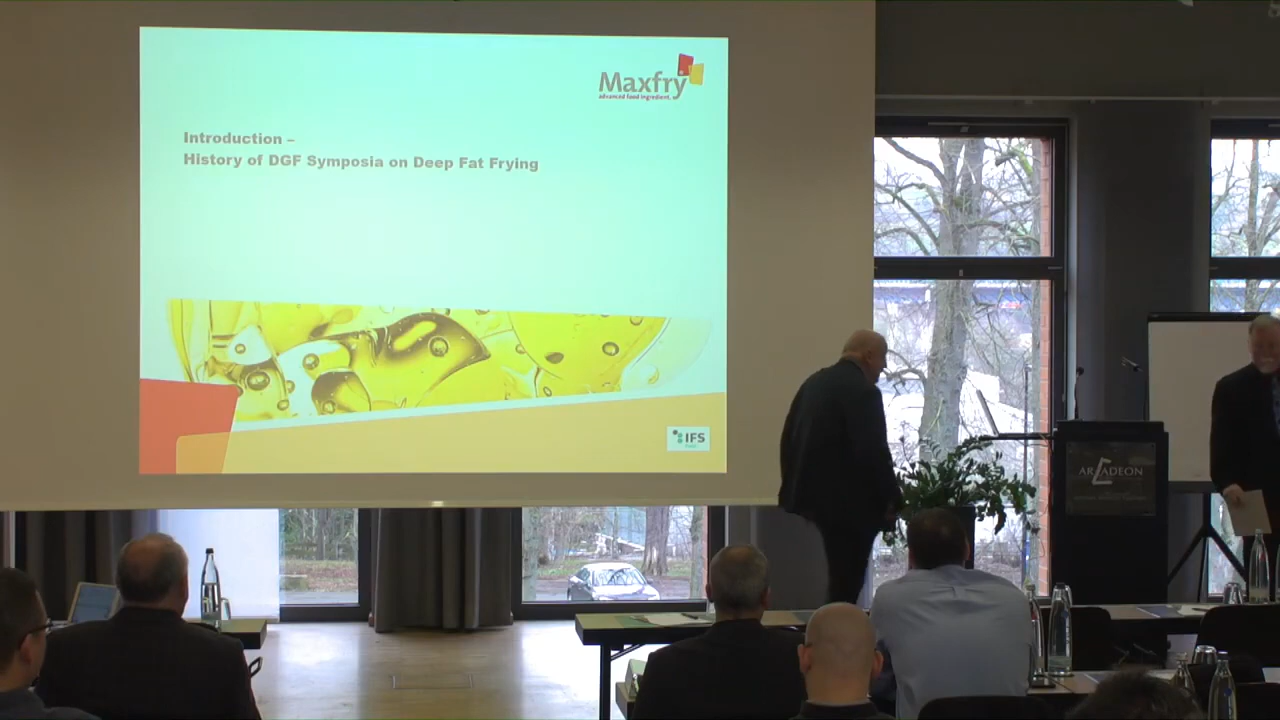 Maxfry
advanced food ingredient.
Introduction –
History of DGF Symposia on Deep Fat Frying
IFS
ARCADEON